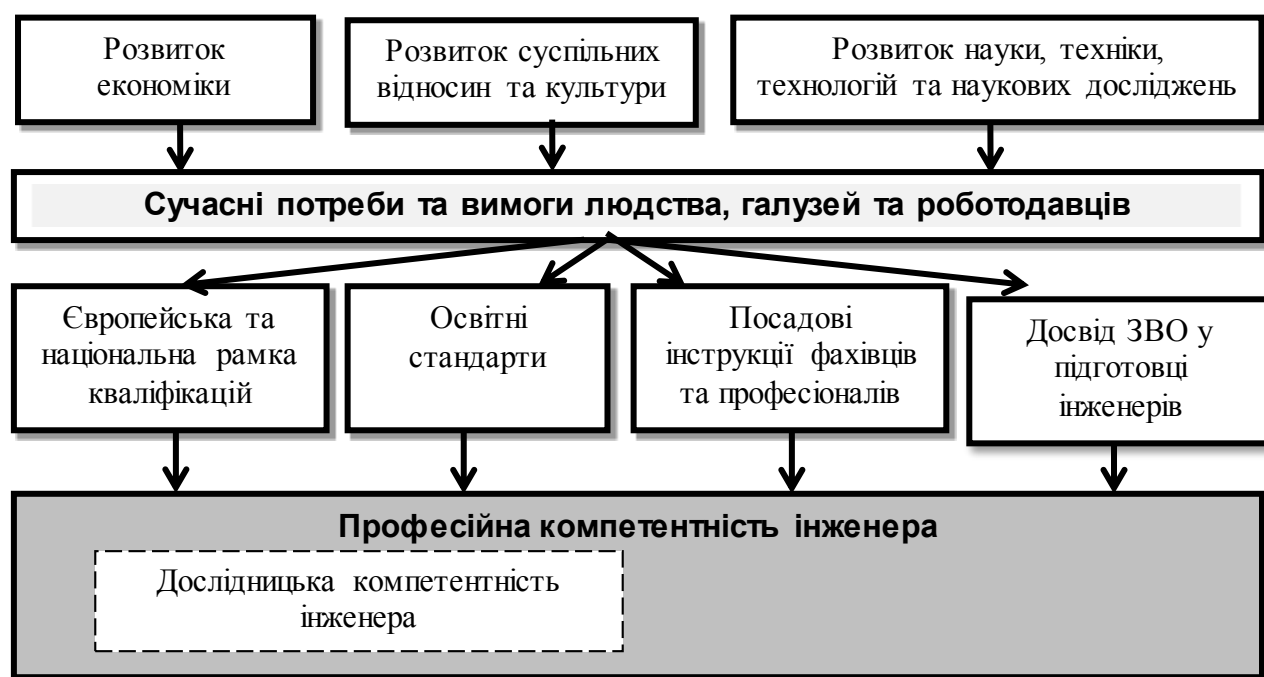 Розвиток
економіки
Розвиток суспільних
відносин та культури
Розвиток науки, техніки,
технологій та наукових досліджень
Сучасні потреби та вимоги людства, галузей та роботодавців
Європейська та
національна рамка
кваліфікацій
Освітні
стандарти
Посадові
інструкції фахівців
та професіоналів
Досвід ЗВО у
підготовці
інженерів
Професійна компетентність інженера
Дослідницька компетентність
інженера